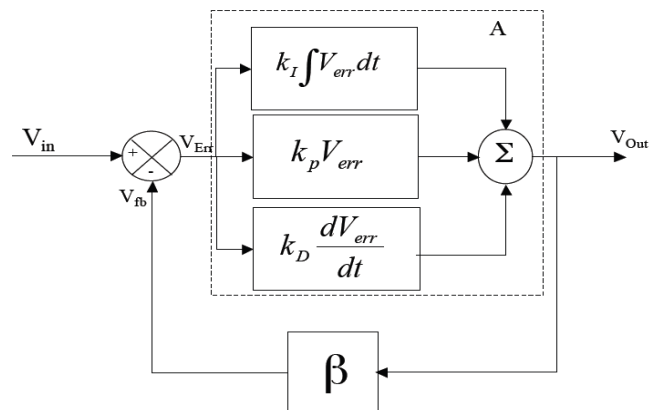 A
k_I ∫ V_err dt
V_in
+
-
V_Err
k_p V_err
Σ
V_Out
V_fb
k_D dV_err/dt
β